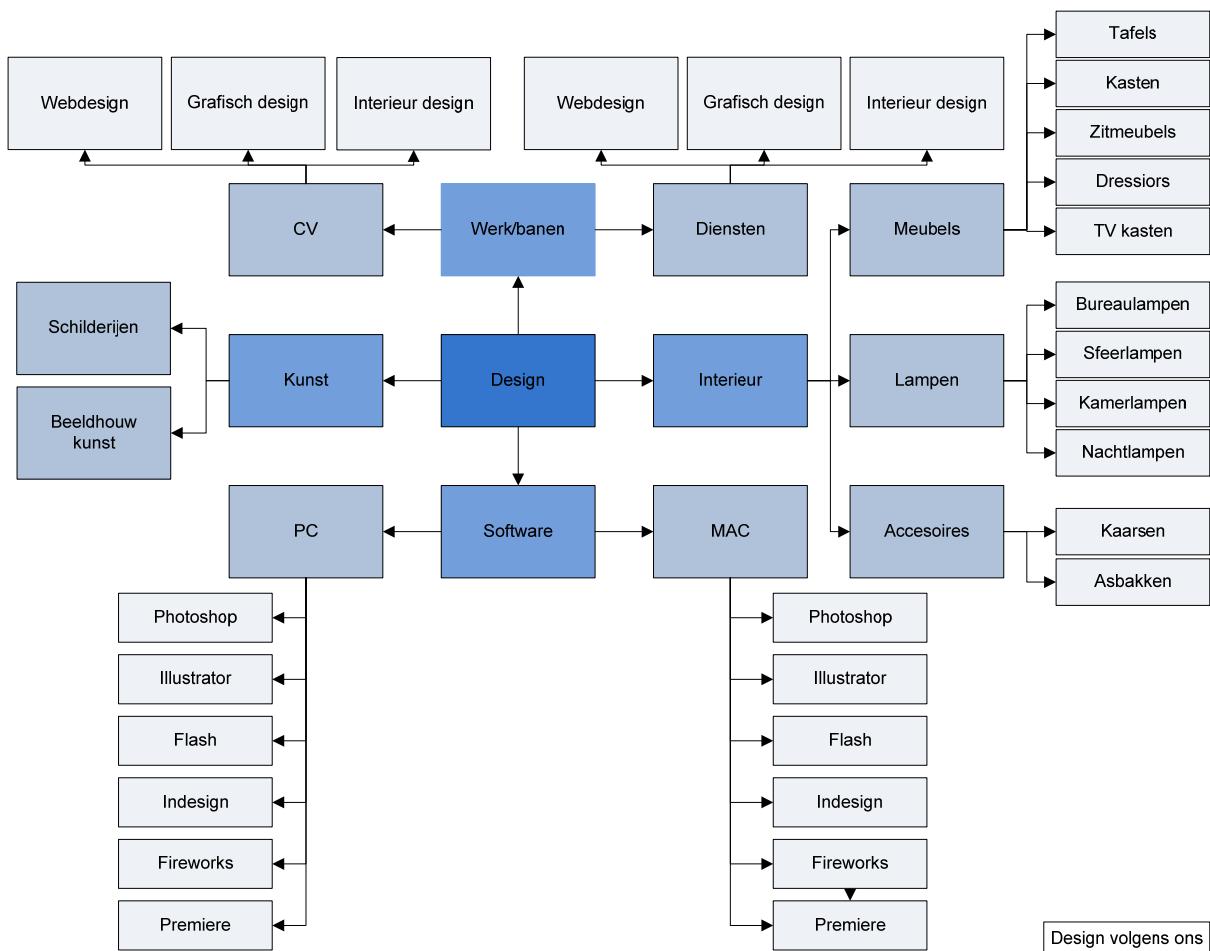 Tafels
Webdesign
Grafisch design
Interieur design
Webdesign
Grafisch design
Interieur design
Kasten
Zitmeubels
Dressiors
TV kasten
CV
Werk/banen
Diensten
Meubels
Schilderijen
Beeldhouw
kunst
Kunst
Design
Interieur
Lampen
Bureaulampen
Sfeerlampen
Kamerlampen
Nachtlampen
PC
Software
MAC
Accesoires
Kaarsen
Asbakken
Photoshop
Illustrator
Flash
Indesign
Fireworks
Premiere
Photoshop
Illustrator
Flash
Indesign
Fireworks
Premiere
Design volgens ons